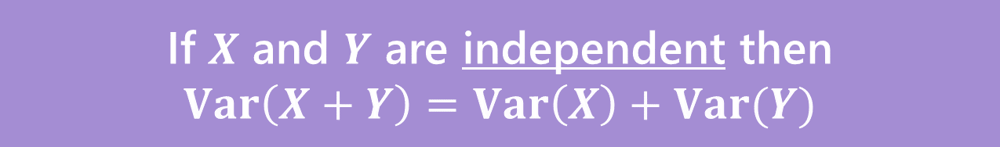 If X and Y are independent then
Var(X + Y) = Var(X) + Var(Y)